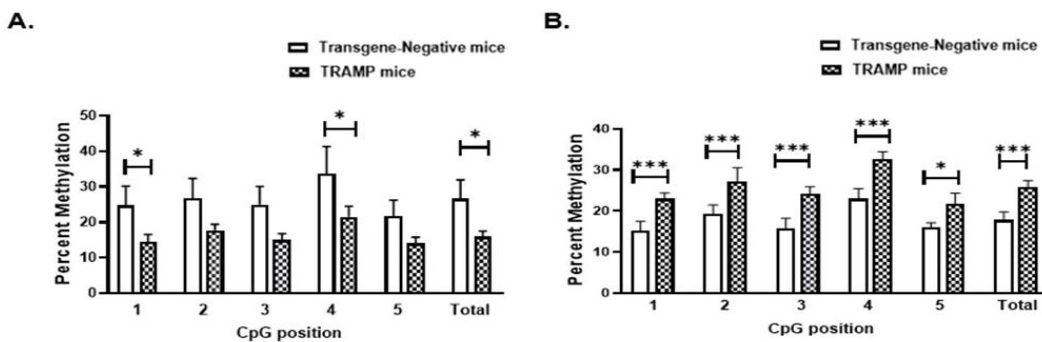 A.
Transgene-Negative mice
TRAMP mice
Percent Methylation
50
40
30
20
10
0
*
*
*
1 2 3 4 5 Total
CpG position
B.
Transgene-Negative mice
TRAMP mice
Percent Methylation
40
30
20
10
0
***
***
***
***
*
***
1 2 3 4 5 Total
CpG position